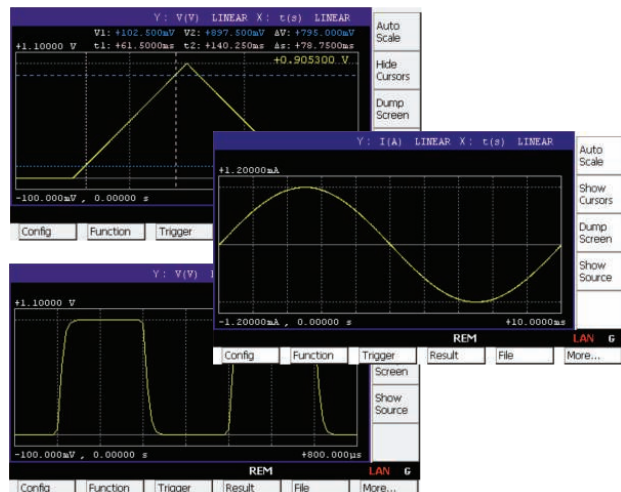 Y: V(V) LINEAR X: t(s) LINEAR
V1: +102.500mV V2: +897.500mV ΔV: +795.000mV
+1.10000 V t1: +61.5000ms t2: +140.250ms Δs: +78.7500ms
+0.905300 V
-100.000mV , 0.00000 s
Auto
Scale
Hide
Cursors
Dump
Screen
Config Function Trigger
Y: I(A) LINEAR X: t(s) LINEAR
+1.20000mA
-1.20000mA , 0.00000 s +10.0000ms
Auto
Scale
Show
Cursors
Dump
Screen
Show
Source
REM LAN G
Config Function Trigger Result File More...
Y: V(V)
+1.10000 V
-100.000mV , 0.00000 s +800.000µs
Screen
Show
Source
REM LAN G
Config Function Trigger Result File More...